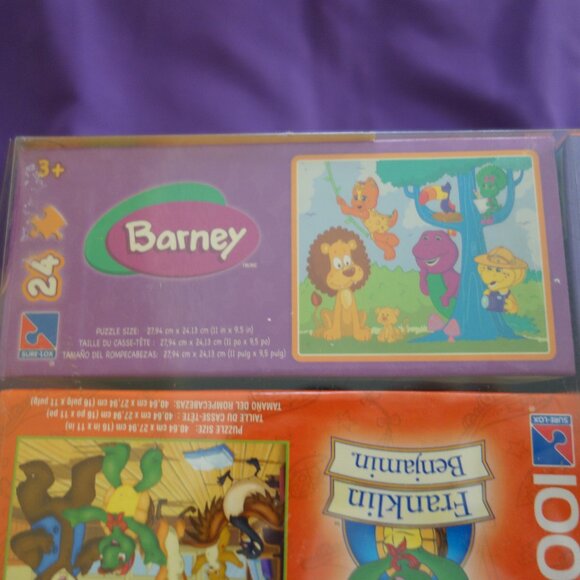 3+
24
SURE-LOX
Barney
TM/MC
PUZZLE SIZE: 27,94 cm x 24,13 cm (11 in x 9,5 in)
TAILLE DU CASSE-TÊTE : 27,94 cm x 24,13 cm (11 po x 9,5 po)
TAMAÑO DEL ROMPECABEZAS: 27,94 cm x 24,13 cm (11 pulg x 9,5 pulg)
100
SURE-LOX
Franklin
Benjamin.
PUZZLE SIZE: 40,64 cm x 27,94 cm (16 in x 11 in)
TAILLE DU CASSE-TÊTE : 40,64 cm x 27,94 cm (16 po x 11 po)
TAMAÑO DEL ROMPECABEZAS: 40,64 cm x 27,94 cm (16 pulg x 11 pulg)